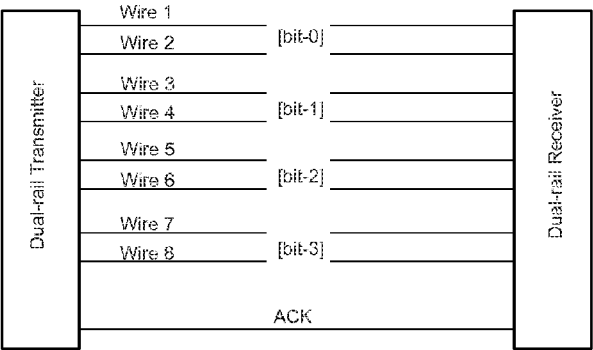 Wire 1
[bit-0]
Wire 2
Wire 3
[bit-1]
Wire 4
Wire 5
[bit-2]
Wire 6
Wire 7
[bit-3]
Wire 8
ACK
Dual-rail Transmitter
Dual-rail Receiver